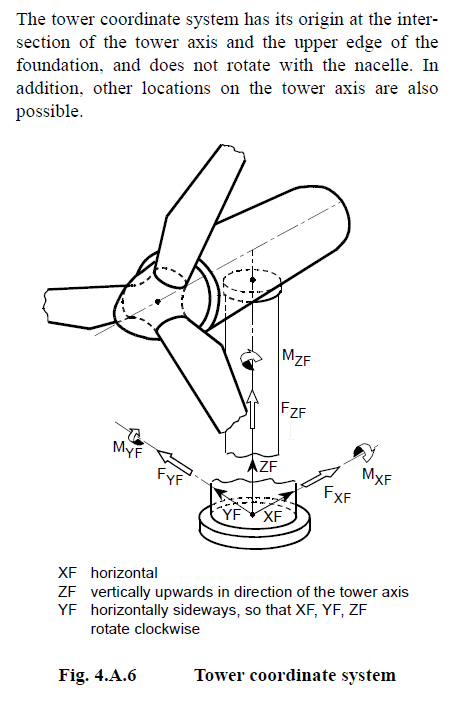 The tower coordinate system has its origin at the inter-
section of the tower axis and the upper edge of the
foundation, and does not rotate with the nacelle. In
addition, other locations on the tower axis are also
possible.
MZF
FZF
MYF
FYF
ZF
MXF
FXF
YF
XF
XF horizontal
ZF vertically upwards in direction of the tower axis
YF horizontally sideways, so that XF, YF, ZF
rotate clockwise
Fig. 4.A.6 Tower coordinate system